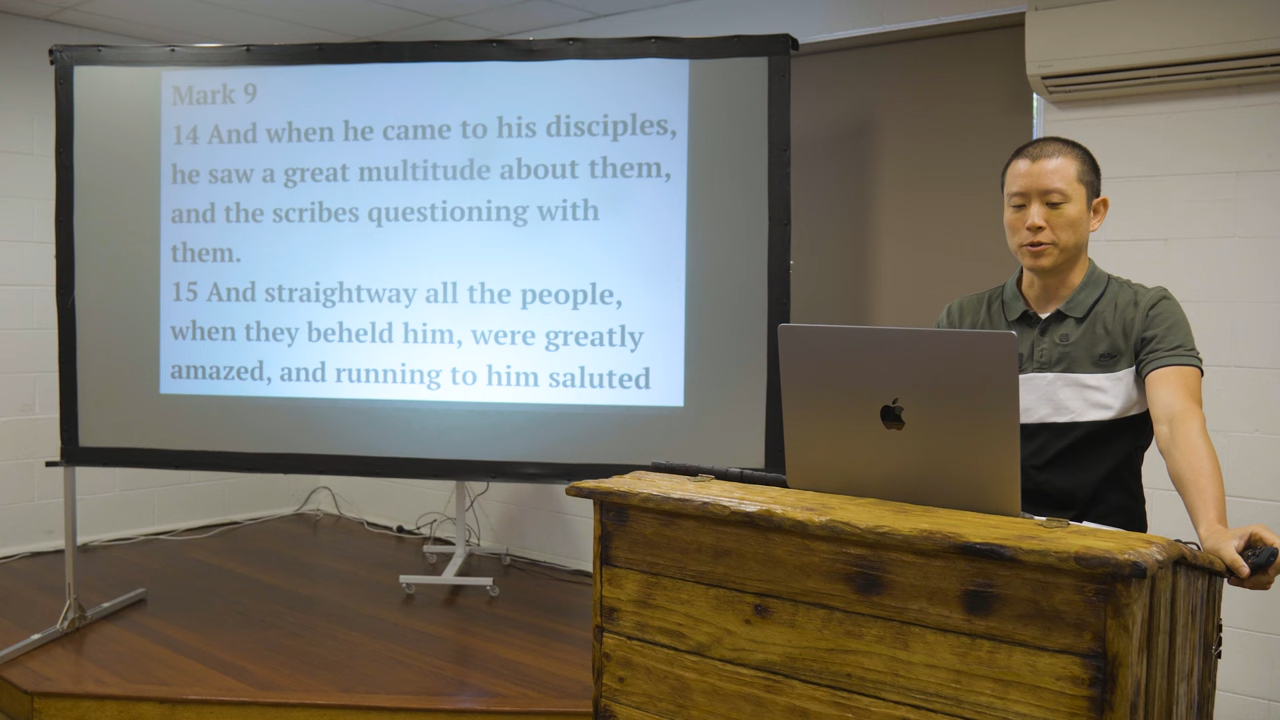 Mark 9
14 And when he came to his disciples,
he saw a great multitude about them,
and the scribes questioning with
them.
15 And straightway all the people,
when they beheld him, were greatly
amazed, and running to him saluted